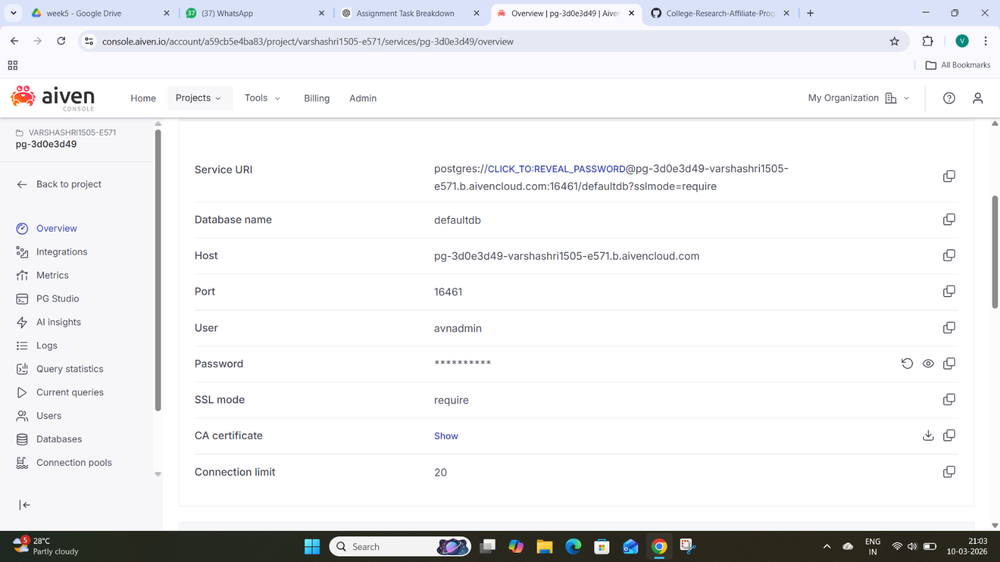 week5 - Google Drive
37
(37) WhatsApp
Assignment Task Breakdown
Overview | pg-3d0e3d49 | Aiven
College-Research-Affiliate-Prog
console.aiven.io/account/a59cb5e4ba83/project/varshashri1505-e571/services/pg-3d0e3d49/overview
V
All Bookmarks
aiven
CONSOLE
Home
Projects
Tools
Billing
Admin
My Organization
VARSHASHRI1505-E571
pg-3d0e3d49
Back to project
Overview
Integrations
Metrics
PG Studio
AI insights
Logs
Query statistics
Current queries
Users
Databases
Connection pools
Service URI
postgres://CLICK_TO:REVEAL_PASSWORD@pg-3d0e3d49-varshashri1505-
e571.b.aivencloud.com:16461/defaultdb?sslmode=require
Database name
defaultdb
Host
pg-3d0e3d49-varshashri1505-e571.b.aivencloud.com
Port
16461
User
avnadmin
Password
**********
SSL mode
require
CA certificate
Show
Connection limit
20
5
28°C
Partly cloudy
Search
ENG
IN
21:03
10-03-2026